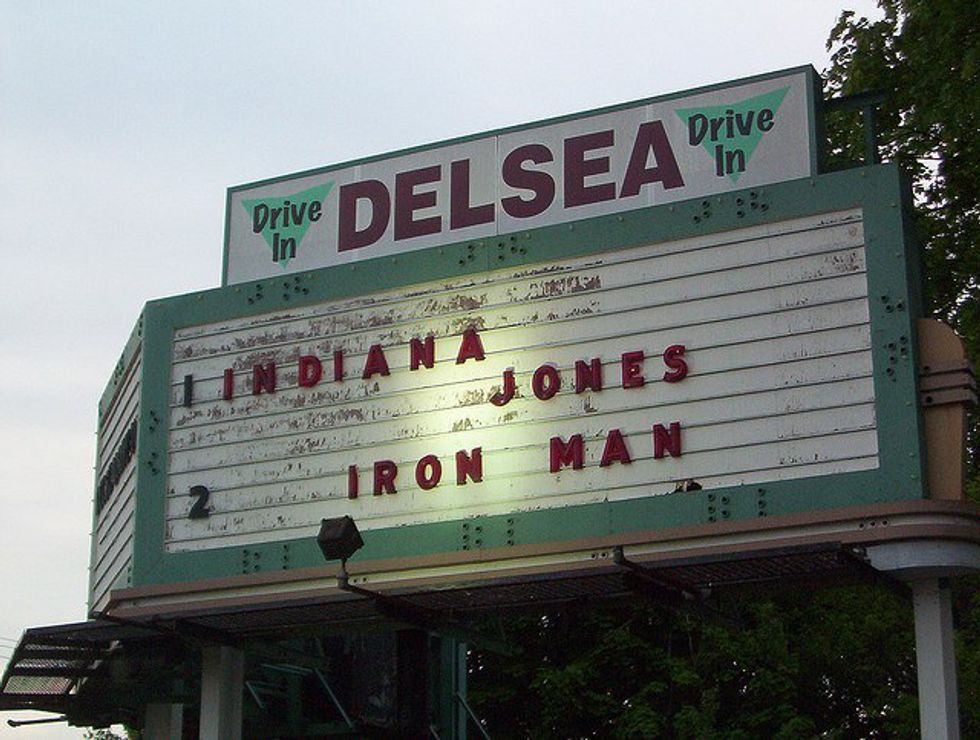 Drive In DELSEA Drive In
1 INDIANA JONES
2 IRON MAN